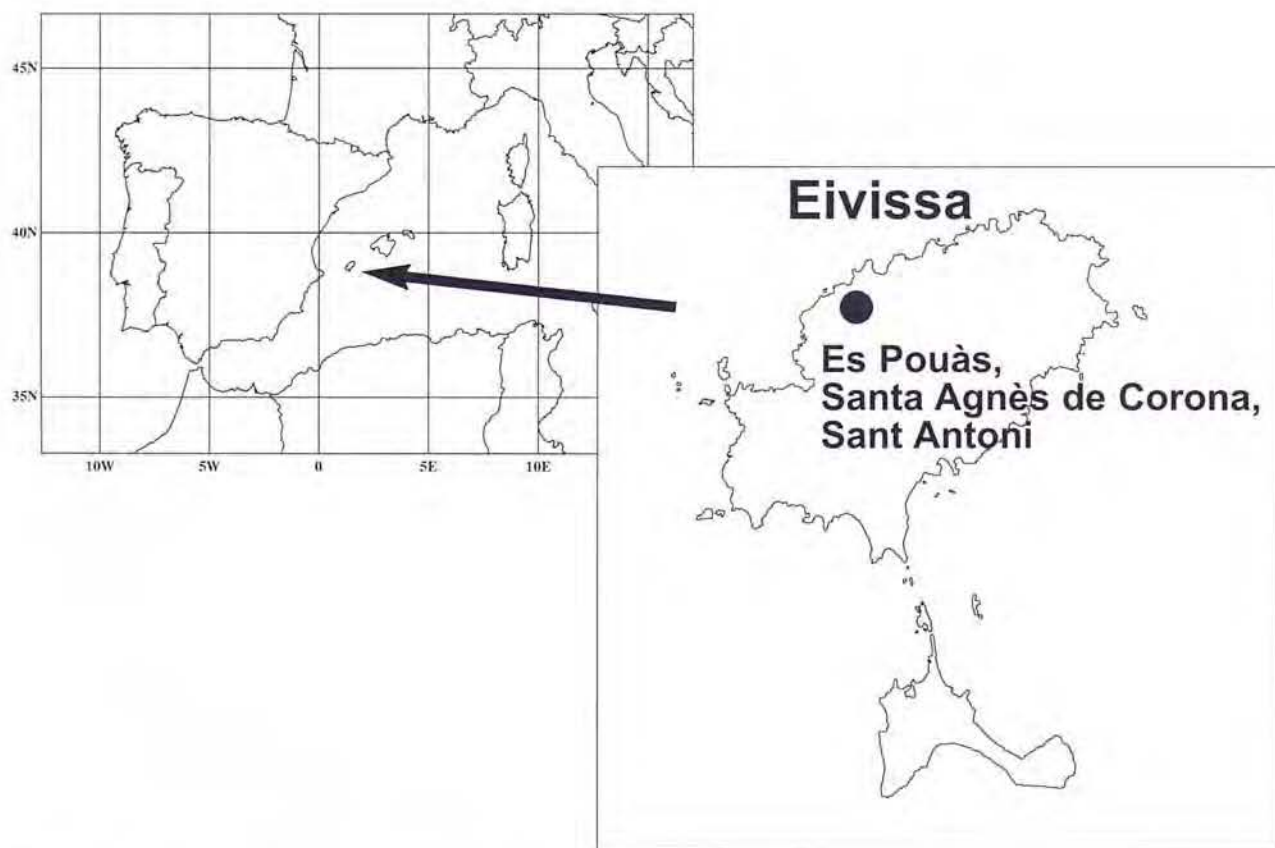 45N
40N
35N
10W 5W 0 5E 10E
Eivissa
Es Pouàs,
Santa Agnès de Corona,
Sant Antoni